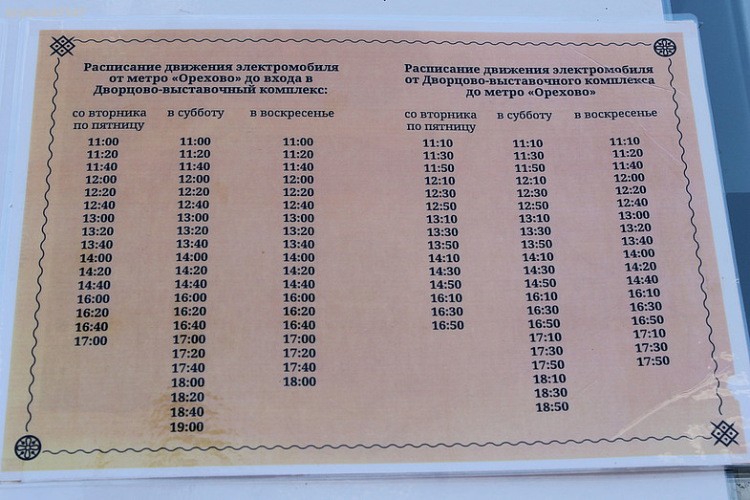 Расписание движения электромобиля
от метро «Орехово» до входа в
Дворцово-выставочный комплекс:
со вторника по пятницу
в субботу
в воскресенье
11:00 11:00 11:00
11:20 11:20 11:20
11:40 11:40 11:40
12:00 12:00 12:00
12:20 12:20 12:20
12:40 12:40 12:40
13:00 13:00 13:00
13:20 13:20 13:20
13:40 13:40 13:40
14:00 14:00 14:00
14:20 14:20 14:20
14:40 14:40 14:40
16:00 16:00 16:00
16:20 16:20 16:20
16:40 16:40 16:40
17:00 17:00 17:00
17:20 17:20
17:40 17:40
18:00 18:00
18:20
18:40
19:00
Расписание движения электромобиля
от Дворцово-выставочного комплекса
до метро «Орехово»
со вторника по пятницу
в субботу
в воскресенье
11:10 11:10 11:10
11:30 11:30 11:20
11:50 11:50 11:40
12:10 12:10 12:00
12:30 12:30 12:20
12:50 12:50 12:40
13:10 13:10 13:00
13:30 13:30 13:20
13:50 13:50 13:40
14:10 14:10 14:00
14:30 14:30 14:20
14:50 14:50 14:40
16:10 16:10 16:10
16:30 16:30 16:30
16:50 16:50 16:50
17:10 17:10
17:30 17:30
17:50 17:50
18:10
18:30
18:50